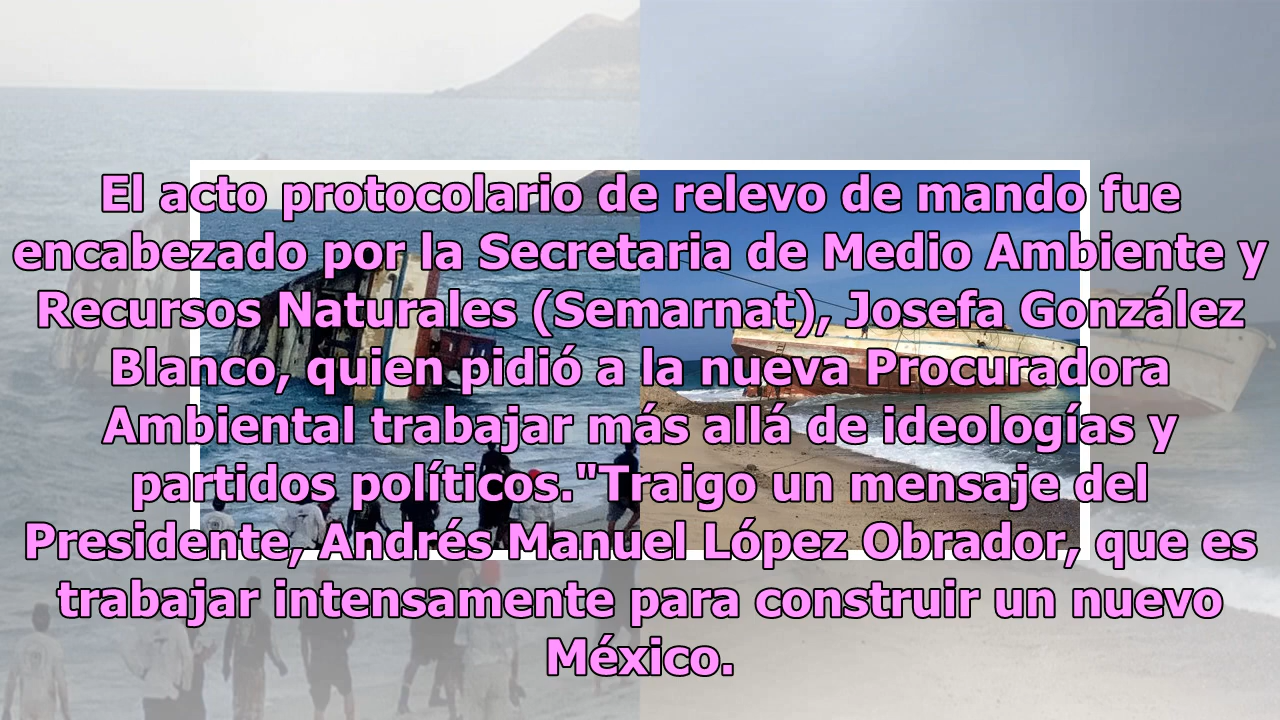 El acto protocolario de relevo de mando fue
encabezado por la Secretaria de Medio Ambiente y
Recursos Naturales (Semarnat), Josefa González
Blanco, quien pidió a la nueva Procuradora
Ambiental trabajar más allá de ideologías y
partidos políticos."Traigo un mensaje del
Presidente, Andrés Manuel López Obrador, que es
trabajar intensamente para construir un nuevo
México.